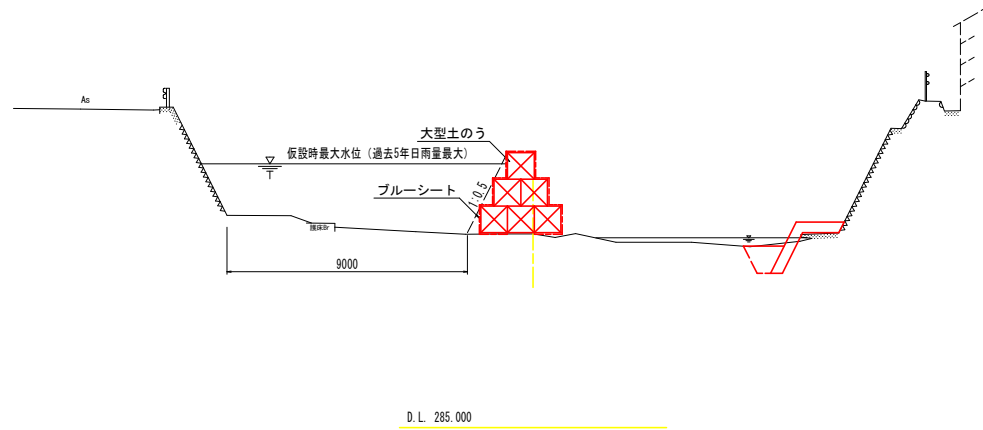 As
大型土のう
仮設時最大水位（過去5年日雨量最大）
ブルーシート
1:0.5
護床Br
9000
D.L. 285.000